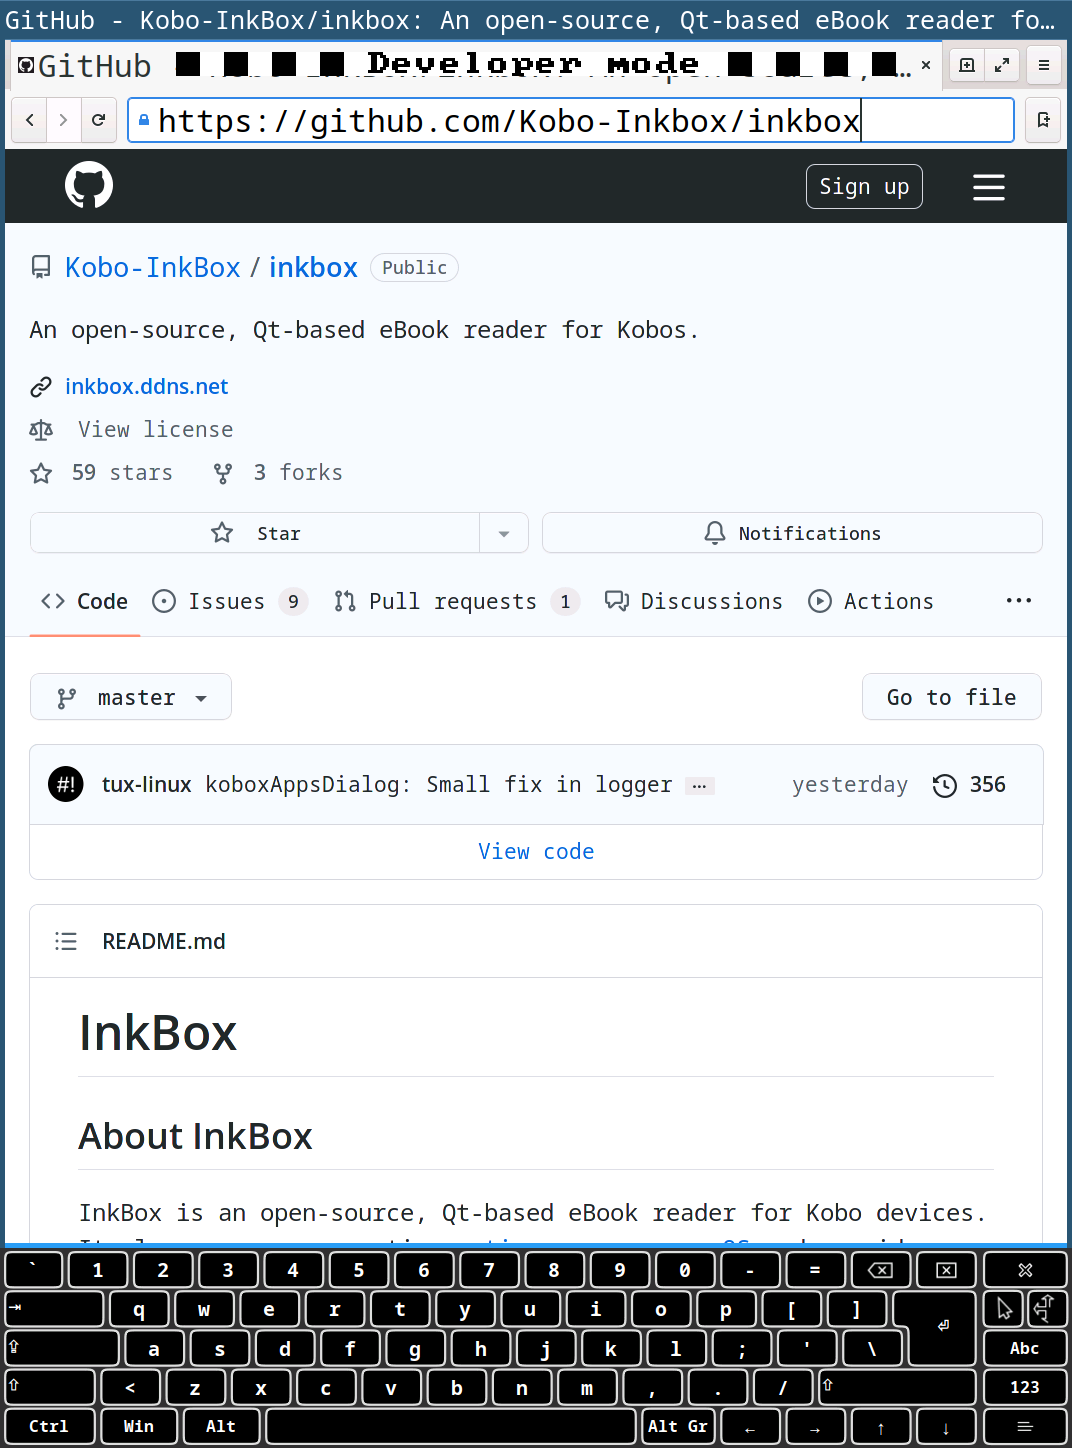 GitHub - Kobo-InkBox/inkbox: An open-source, Qt-based eBook reader fo…
GitHub
Developer mode
https://github.com/Kobo-Inkbox/inkbox
Sign up
Kobo-InkBox / inkbox Public
An open-source, Qt-based eBook reader for Kobos.
inkbox.ddns.net
View license
59 stars 3 forks
Star Notifications
Code Issues 9 Pull requests 1 Discussions Actions ...
master Go to file
#! tux-linux koboxAppsDialog: Small fix in logger ... yesterday 356
View code
README.md
InkBox
About InkBox
InkBox is an open-source, Qt-based eBook reader for Kobo devices.
` 1 2 3 4 5 6 7 8 9 0 - =
q w e r t y u i o p [ ]
a s d f g h j k l ; ' \ Abc
< z x c v b n m , . / 123
Ctrl Win Alt Alt Gr ← → ↑ ↓